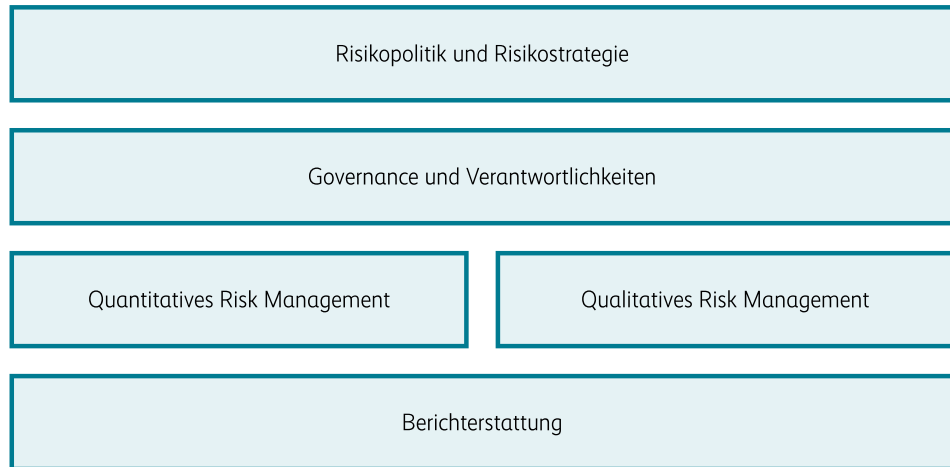 Risikopolitik und Risikostrategie
Governance und Verantwortlichkeiten
Quantitatives Risk Management
Qualitatives Risk Management
Berichterstattung